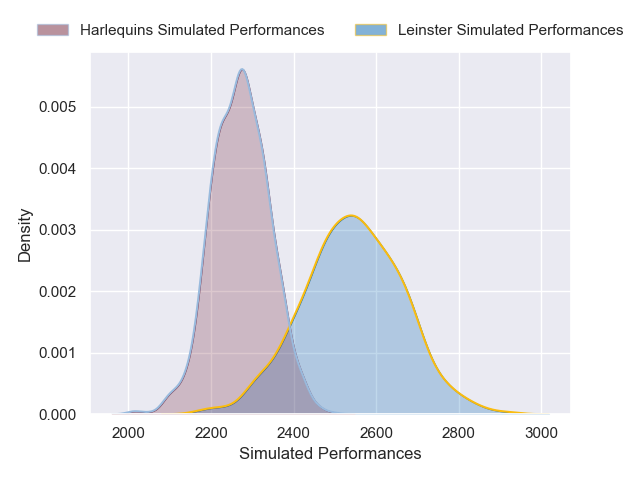 Harlequins Simulated Performances
Leinster Simulated Performances
Density
0.005
0.004
0.003
0.002
0.001
0.000
2000 2200 2400 2600 2800 3000
Simulated Performances